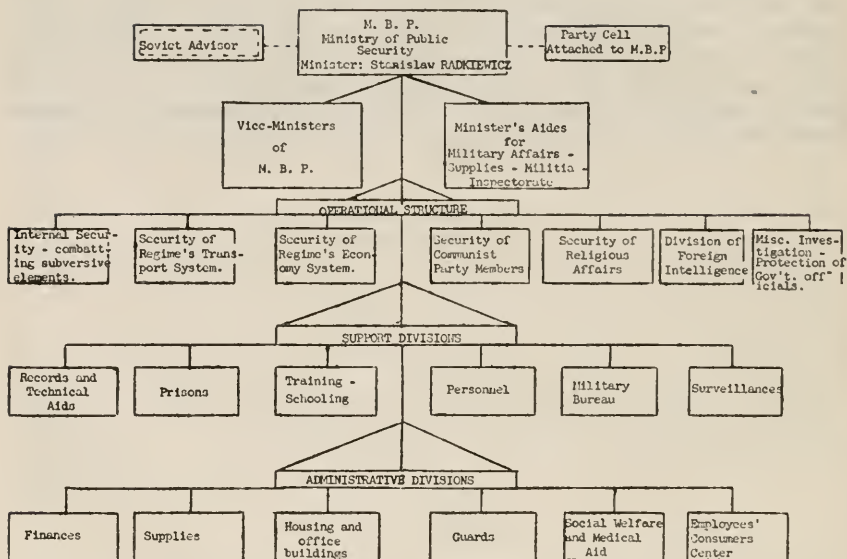 Soviet Advisor
M. B. P.
Ministry of Public
Security
Minister: Stanislaw RADKIEWICZ
Party Cell
Attached to M.B.P
Vice-Ministers
of
M. B. P.
Minister's Aides
for
Military Affairs -
Supplies - Militia -
Inspectorate
OPERATIONAL STRUCTURE
Internal Secur-
ity - combatt-
ing subversive
elements.
Security of
Regime's Trans-
port System.
Security of
Regime's Econ-
omy System.
Security of
Communist
Party Members
Security of
Religious
Affairs
Division of
Foreign
Intelligence
Misc. Inves-
tigation -
Protection of
Gov't. off-
icials.
SUPPORT DIVISIONS
Records and
Technical
Aids
Prisons
Training -
Schooling
Personnel
Military
Bureau
Surveillances
ADMINISTRATIVE DIVISIONS
Finances
Supplies
Housing and
office
buildings
Guards
Social Welfare
and Medical
Aid
Employees'
Consumers
Center